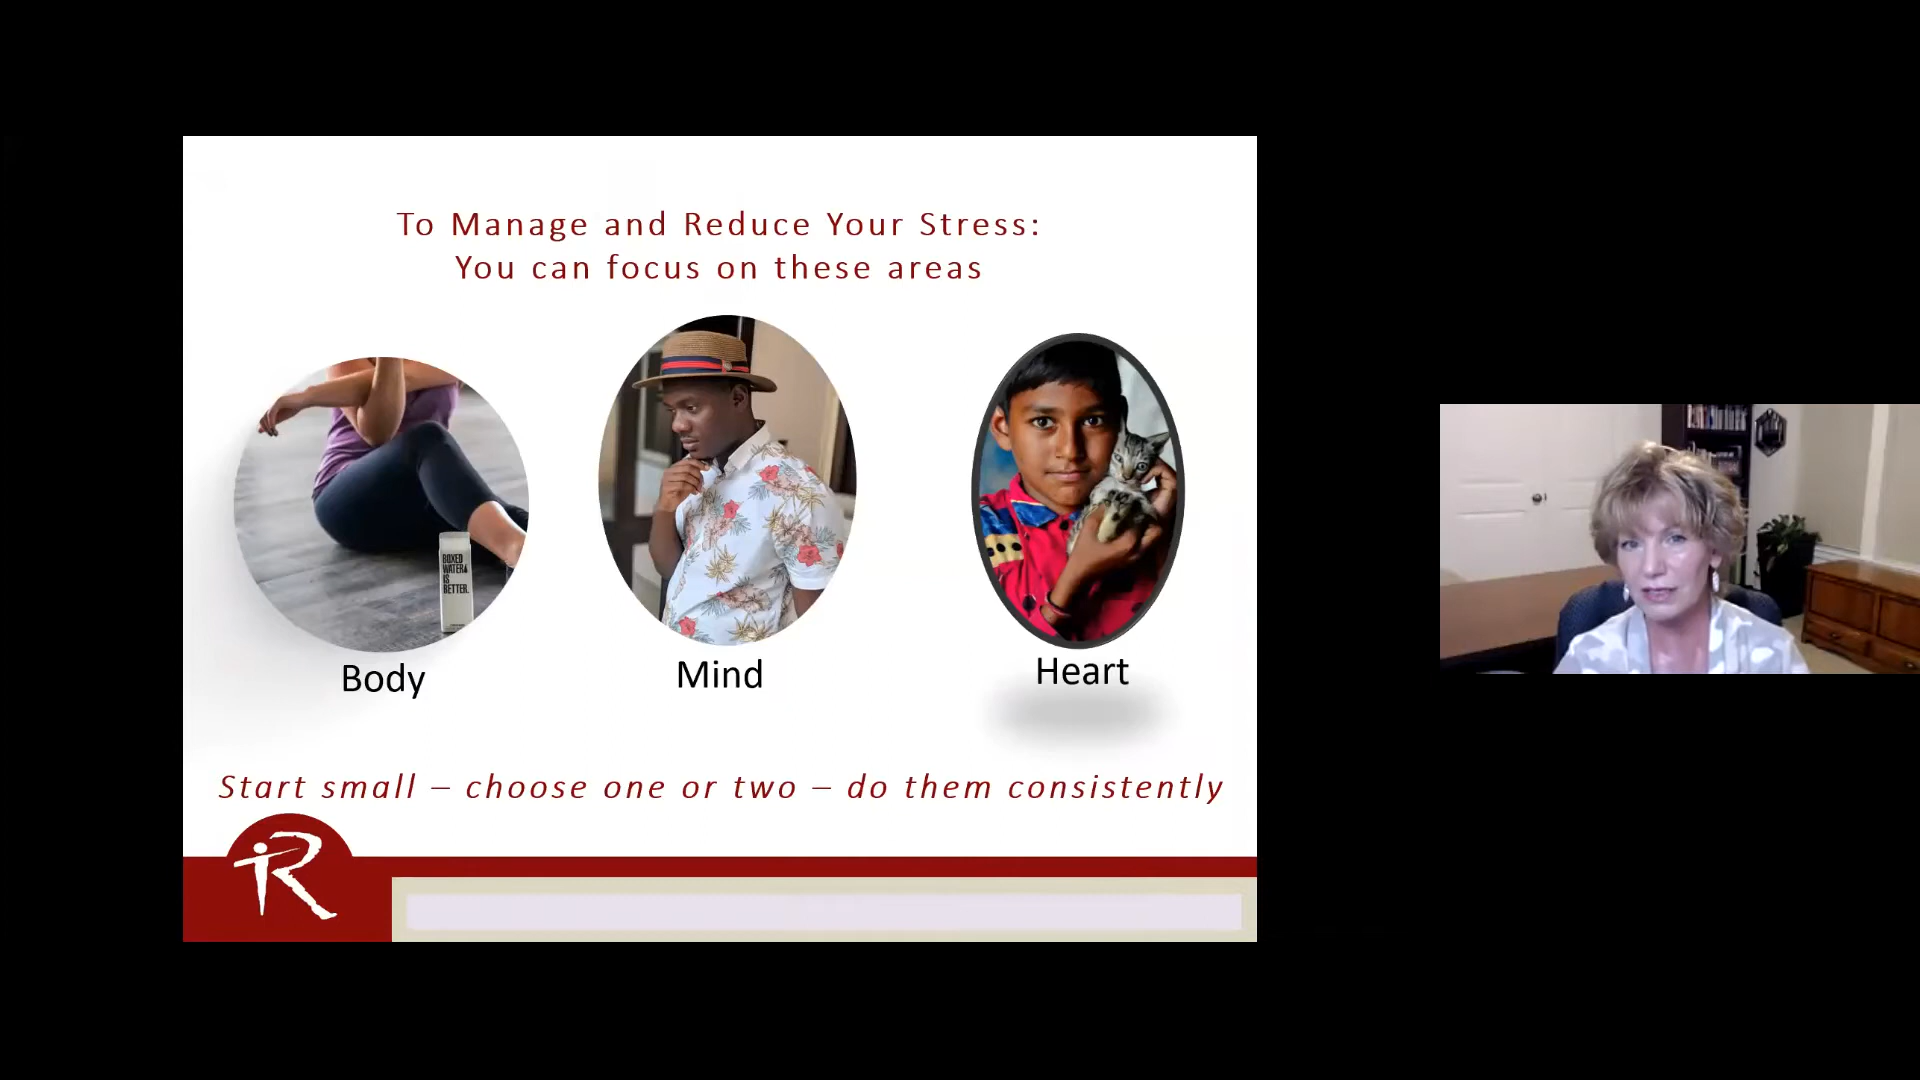 To Manage and Reduce Your Stress:
You can focus on these areas
BOXED
WATER
IS
BETTER.
Body
Mind
Heart
Start small – choose one or two – do them consistently
R